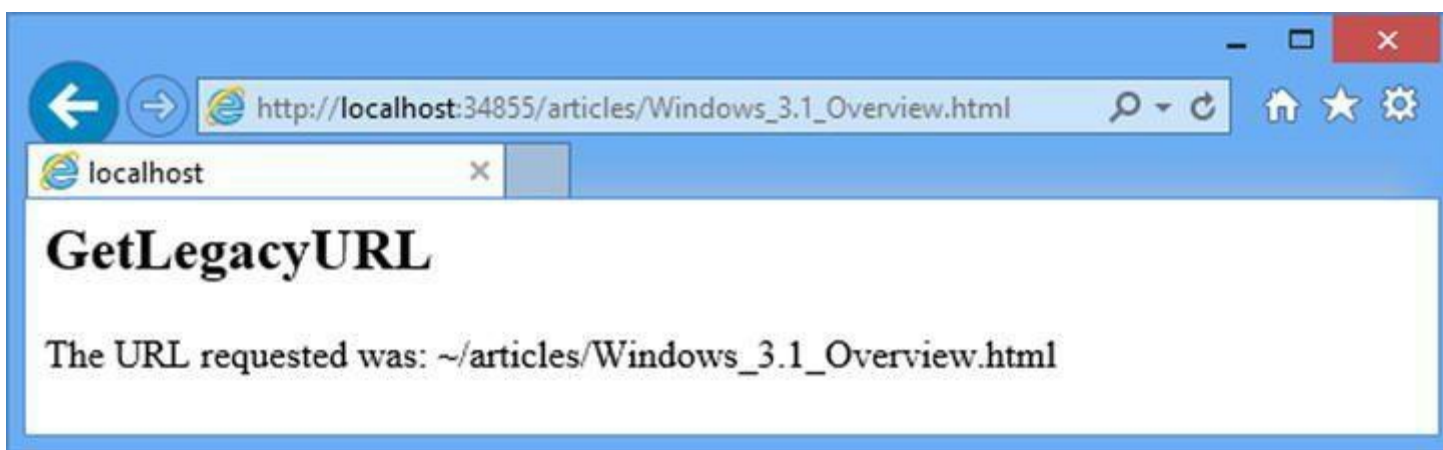 http://localhost:34855/articles/Windows_3.1_Overview.html
localhost
GetLegacyURL
The URL requested was: ~/articles/Windows_3.1_Overview.html